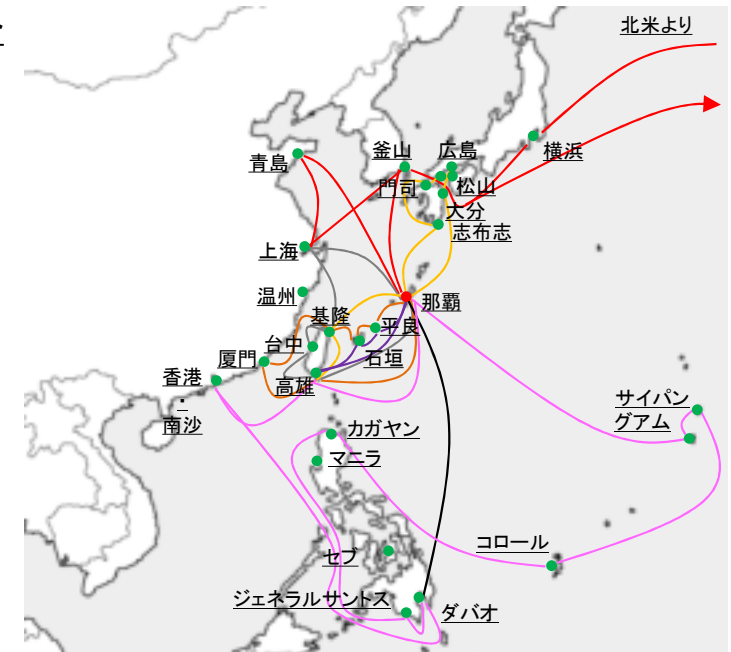 北米より
横浜
釜山
広島
青島
門司
松山
大分
志布志
上海
温州
那覇
基隆
平良
台中
石垣
厦門
香港
高雄
・
南沙
サイパン
グアム
カガヤン
マニラ
コロール
セブ
ジェネラルサントス
ダバオ